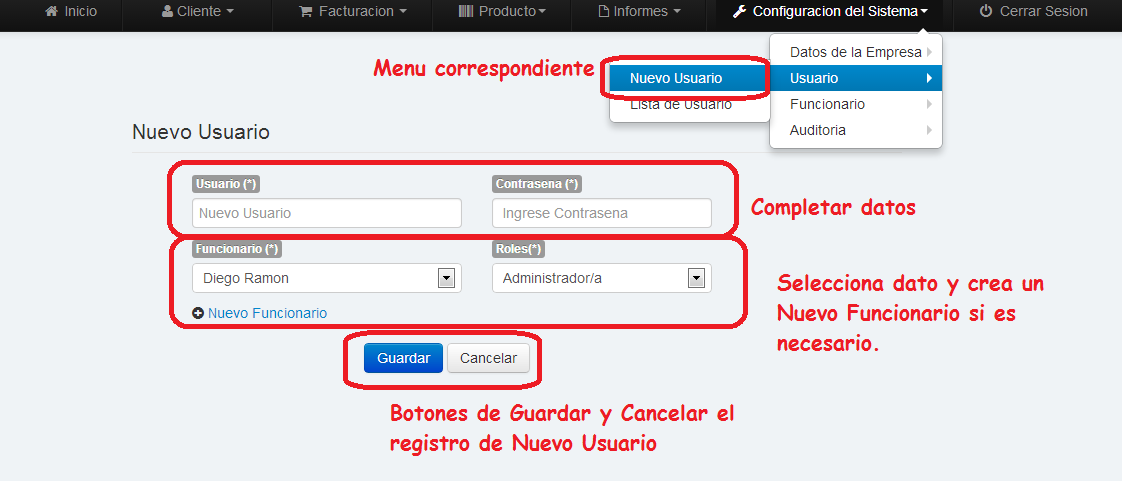 Inicio Cliente Facturacion Producto Informes Configuracion del Sistema Cerrar Sesion
Datos de la Empresa
Menu correspondiente Nuevo Usuario Usuario
Lista de Usuario Funcionario
Auditoria
Nuevo Usuario
Usuario (*) Contrasena (*)
Nuevo Usuario Ingrese Contrasena
Completar datos
Funcionario (*) Roles(*)
Diego Ramon Administrador/a
Selecciona dato y crea un
Nuevo Funcionario si es
necesario.
Nuevo Funcionario
Guardar Cancelar
Botones de Guardar y Cancelar el
registro de Nuevo Usuario